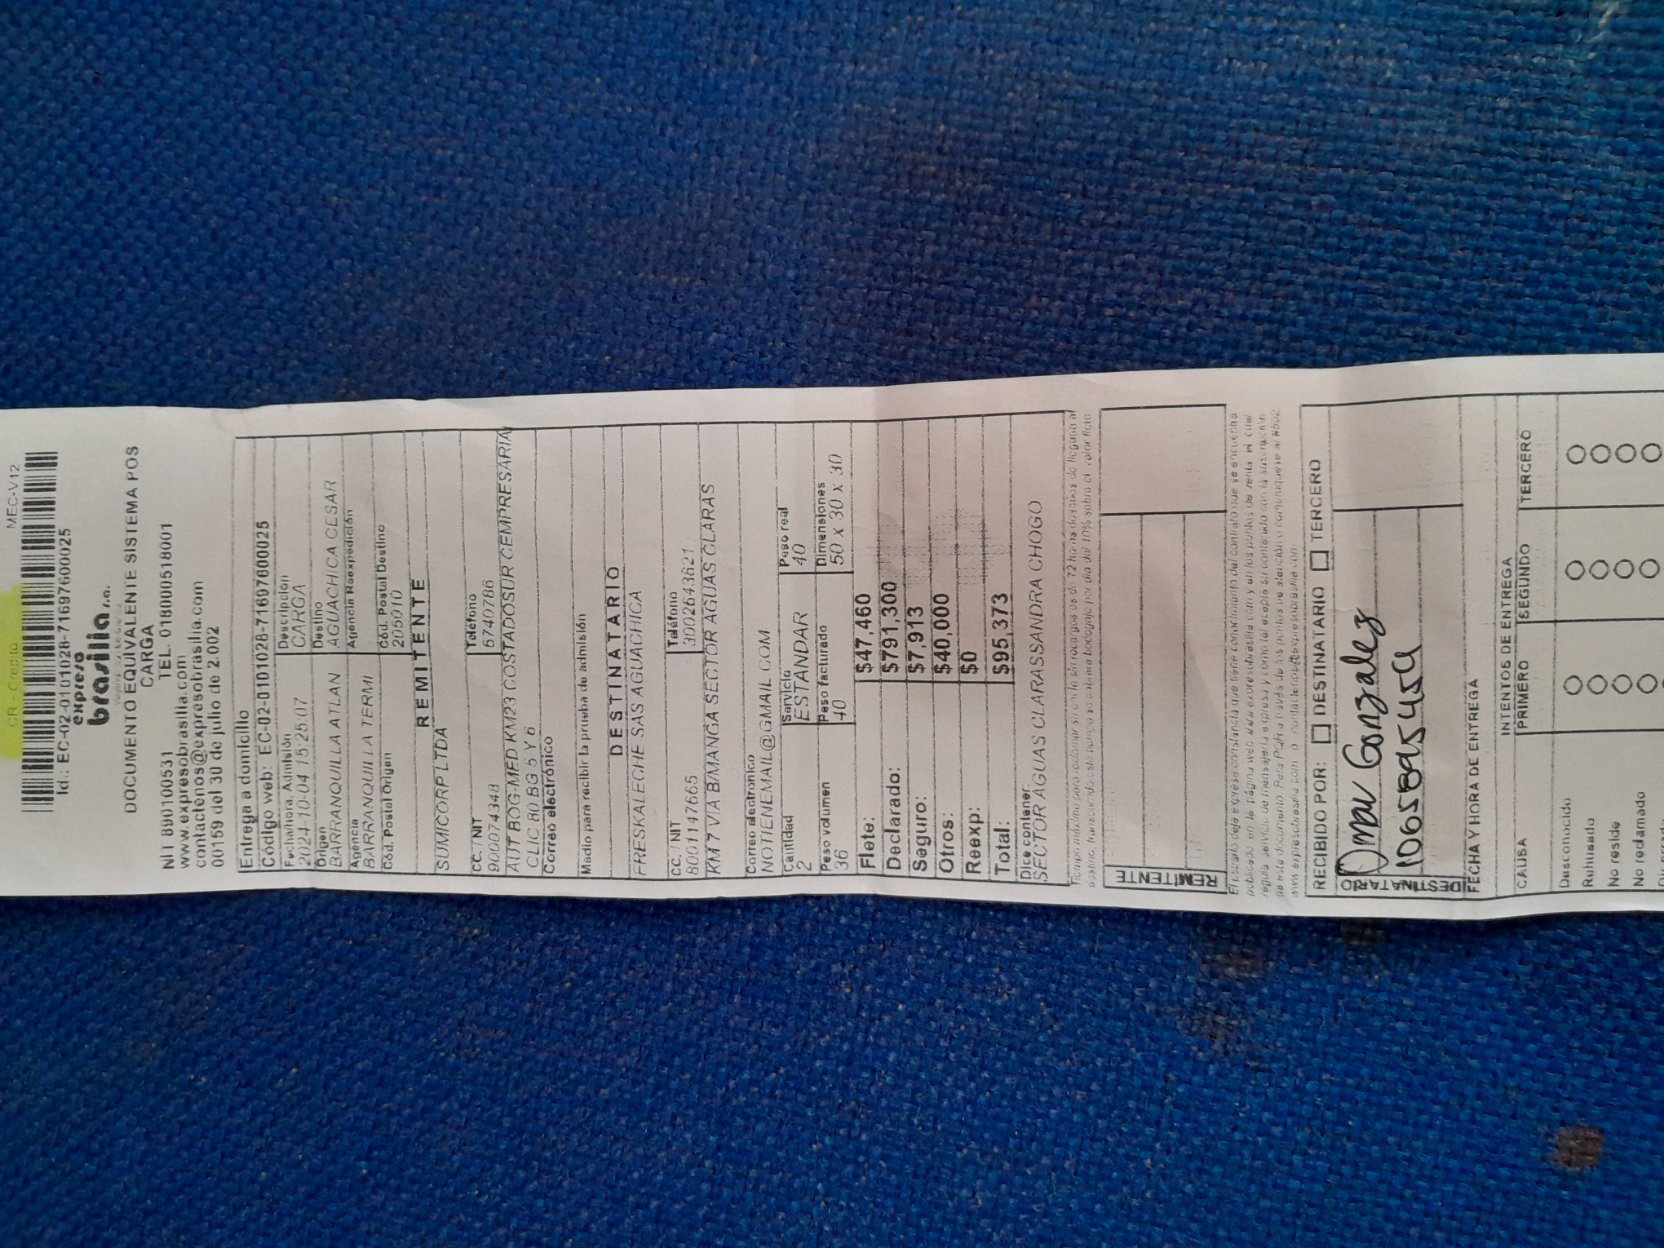 CR - Credito
MEC-V12
Id.: EC-02-0101028-71697600025
expreso
brasilia s.a.
DOCUMENTO EQUIVALENTE SISTEMA POS
CARGA
Nit 890100531 TEL. 018000518001
www.expresobrasilia.com
contactenos@expresobrasilia.com
00159 del 30 de julio de 2.002
Entrega a domicilio
Código web: EC-02-0101028-71697600025
Fecha/hora, Admisión Descripción
2024-10-04 15:25:07 CARGA
Origen Destino
BARRANQUILLA ATLAN AGUACHICA CESAR
Agencia Agencia Reexpedición
BARRANQUILLA TERMI
Cód. Postal Origen Cód. Postal Destino
205010
REMITENTE
SUMICORP LTDA
CC. / NIT Teléfono
900074348 5740786
AUT BOG-MED KM23 COSTADOSUR CEMPRESARIA
CLIC 80 BG 5 Y 6
Correo electrónico
Medio para recibir la prueba de admisión
DESTINATARIO
FRESKALECHE SAS AGUACHICA
CC. / NIT Teléfono
8001147665 3002643821
KM 7 VIA B/MANGA SECTOR AGUAS CLARAS
Correo electronico
NOTIENEMAIL@GMAIL.COM
Cantidad Servicio Peso real
2 ESTANDAR 40
Peso volumen Peso facturado Dimensiones
36 40 50 x 30 x 30
Flete: $47,460
Declarado: $791,300
Seguro: $7,913
Otros: $40,000
Reexp: $0
Total: $95,373
Dice contener:
SECTOR AGUAS CLARASSANDRA CHOGO
REMITENTE
RECIBIDO POR: DESTINATARIO TERCERO
DESTINATARIO
Omar Gonzalez
1065895459
FECHA Y HORA DE ENTREGA
INTENTOS DE ENTREGA
CAUSA PRIMERO SEGUNDO TERCERO
Desconocido
Rehusado
No reside
No reclamado